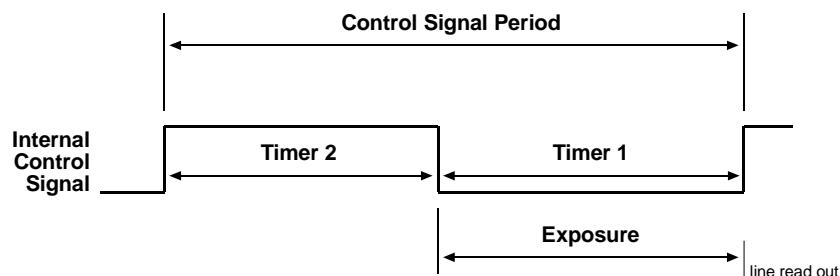 Control Signal Period
Internal
Control
Signal
Timer 2
Timer 1
Exposure
line read out